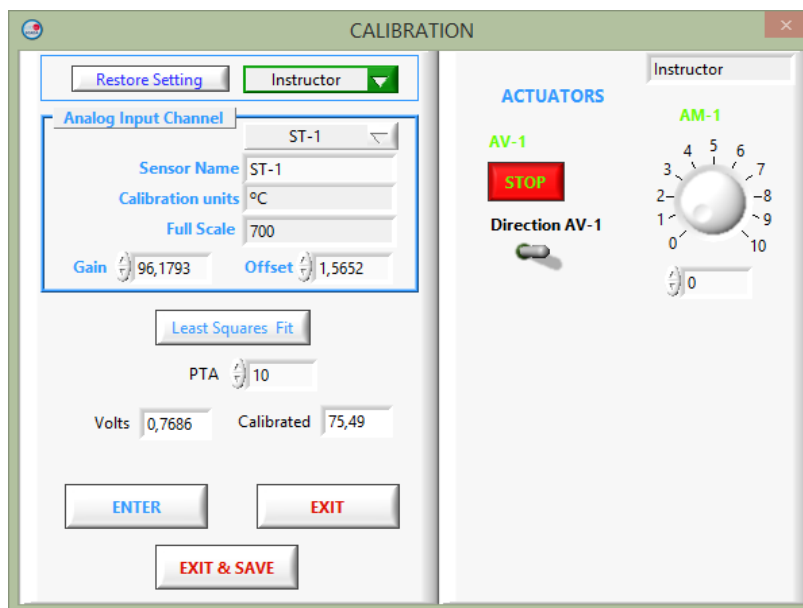 CALIBRATION
Restore Setting
Instructor
Analog Input Channel
ST-1
Sensor Name ST-1
Calibration units ºC
Full Scale 700
Gain 96,1793 Offset 1,5652
Least Squares Fit
PTA 10
Volts 0,7686 Calibrated 75,49
ENTER
EXIT
EXIT & SAVE
Instructor
ACTUATORS
AM-1
AV-1
STOP
Direction AV-1
0 1 2 3 4 5 6 7 8 9 10
0